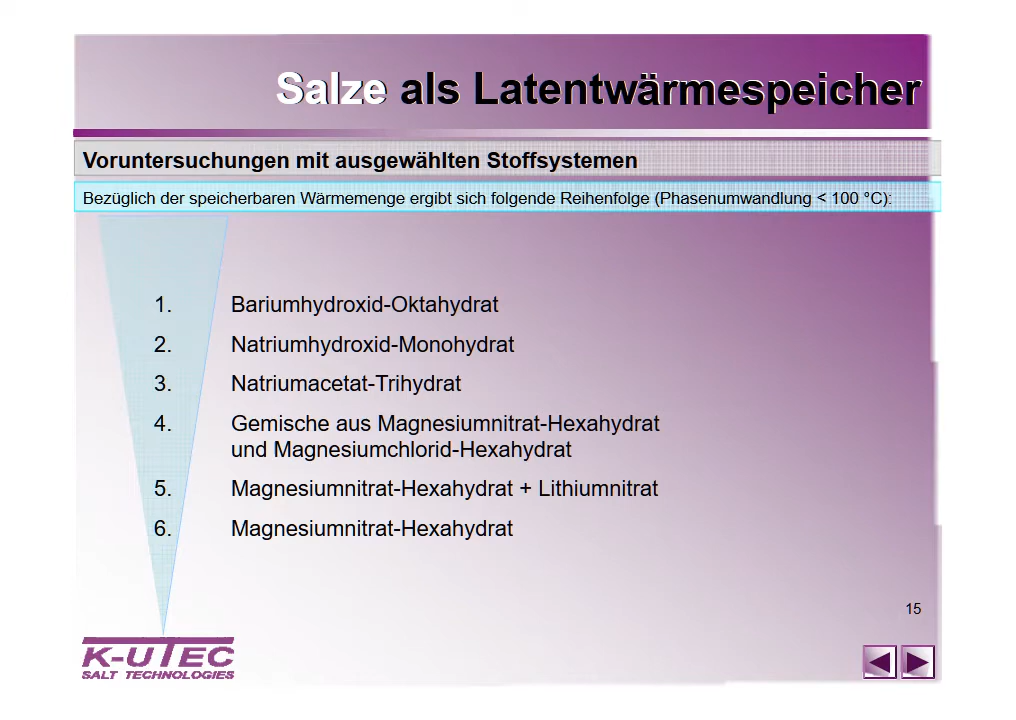 Salze als Latentwärmespeicher
Voruntersuchungen mit ausgewählten Stoffsystemen
Bezüglich der speicherbaren Wärmemenge ergibt sich folgende Reihenfolge (Phasenumwandlung < 100 °C):
1. Bariumhydroxid-Oktahydrat
2. Natriumhydroxid-Monohydrat
3. Natriumacetat-Trihydrat
4. Gemische aus Magnesiumnitrat-Hexahydrat
und Magnesiumchlorid-Hexahydrat
5. Magnesiumnitrat-Hexahydrat + Lithiumnitrat
6. Magnesiumnitrat-Hexahydrat
15
K-UTEC
SALT TECHNOLOGIES